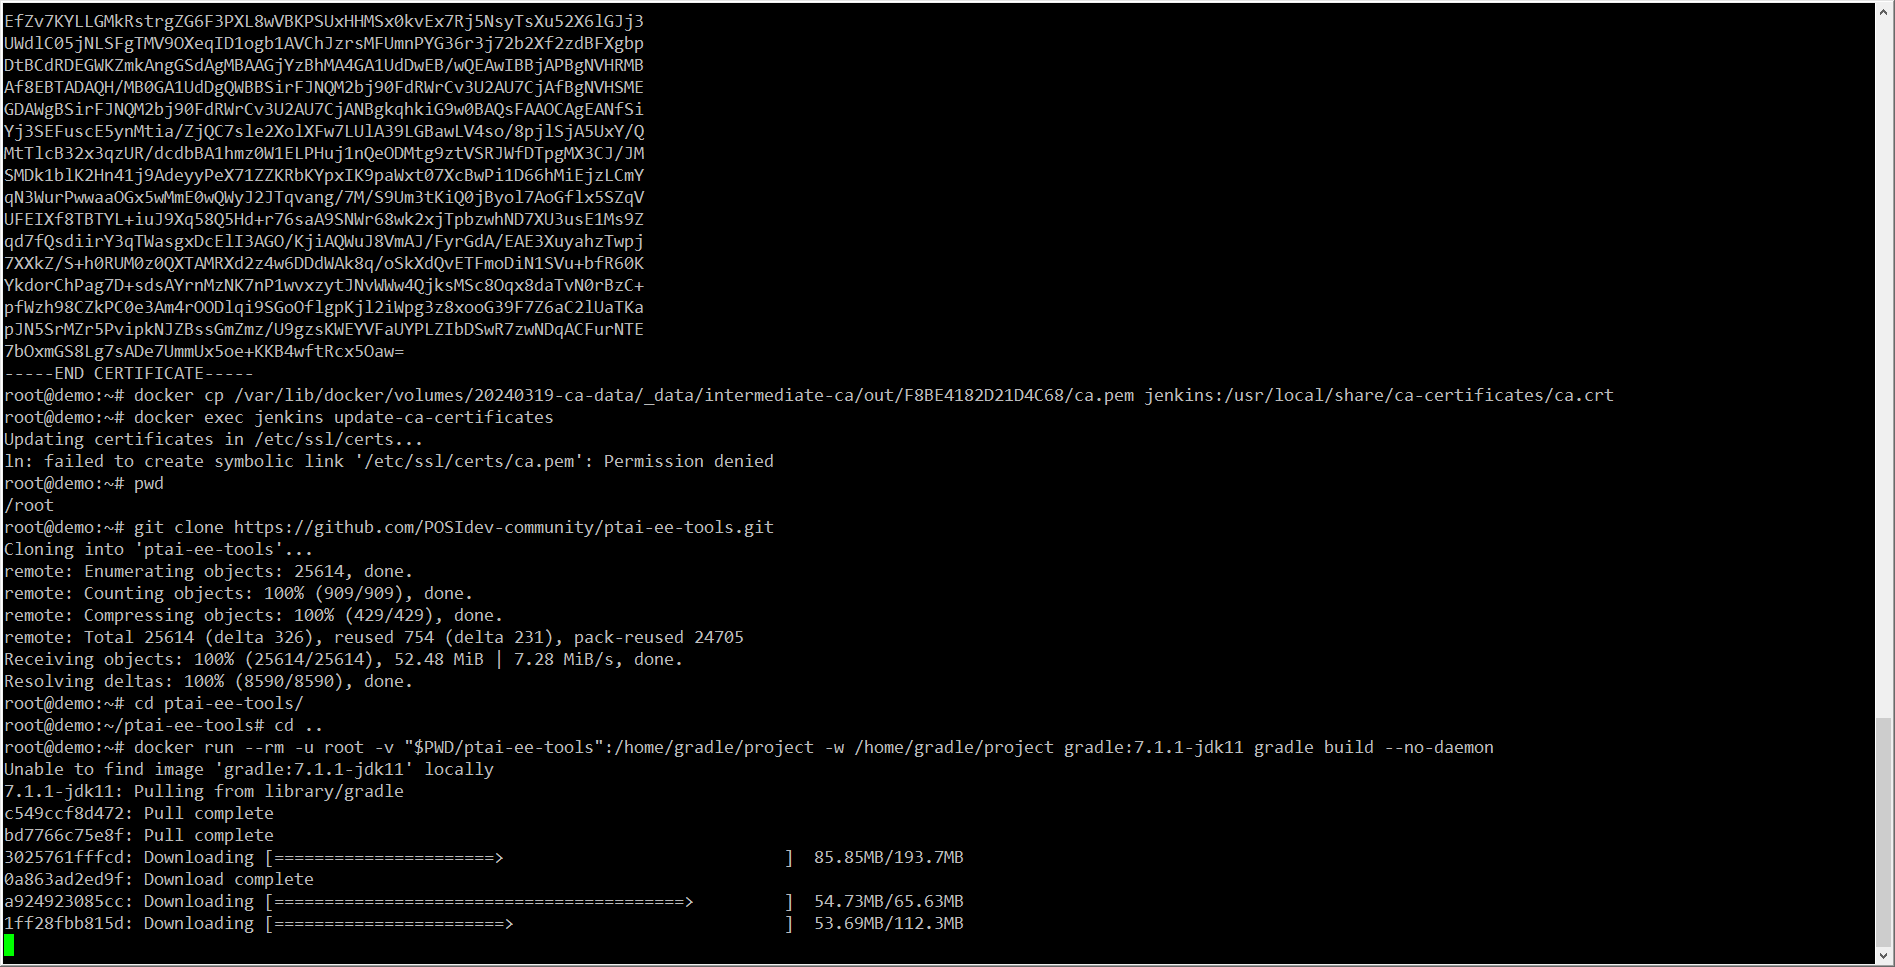 EfZv7KYLLGMkRstrgZG6F3PXL8wVBKPSUxHHMSx0kvEx7Rj5NsyTsXu52X6lGJj3
UWdlC05jNLSFgTMV9OXeqID1ogb1AVChJzrsMFUmnPYG36r3j72b2Xf2zdBFXgbp
DtBCdRDEGWKZmkAngGSdAgMBAAGjYzBhMA4GA1UdDwEB/wQEAwIBBjAPBgNVHRMB
Af8EBTADAQH/MB0GA1UdDgQWBBSirFJNQM2bj90FdRWrCv3U2AU7CjAfBgNVHSME
GDAWgBSirFJNQM2bj90FdRWrCv3U2AU7CjANBgkqhkiG9w0BAQsFAAOCAgEANfSi
Yj3SEFuscE5ynMtia/ZjQC7sle2XolXFw7LUlA39LGBawLV4so/8pjlSjA5UxY/Q
MtTlcB32x3qzUR/dcdbBA1hmz0W1ELPHuj1nQeODMtg9ztVSRJWfDTpgMX3CJ/JM
SMDk1blK2Hn41j9AdeyyPeX71ZZKRbKYpxIK9paWxt07XcBwPi1D66hMiEjzLCmY
qN3WurPwwaaOGx5wMmE0wQWyJ2JTqvang/7M/S9Um3tKiQ0jByol7AoGflx5SZqV
UFEIXf8TBTYL+iuJ9Xq58Q5Hd+r76saA9SNWr68wk2xjTpbzwhND7XU3usE1Ms9Z
qd7fQsdiirY3qTWasgxDcElI3AGO/KjiAQWuJ8VmAJ/FyrGdA/EAE3XuyahzTwpj
7XXkZ/S+h0RUM0z0QXTAMRXd2z4w6DDdWAk8q/oSkXdQvETFmoDiN1SVu+bfR60K
YkdorChPag7D+sdsAYrnMzNK7nP1wvxzytJNvWWw4QjksMSc8Oqx8daTvN0rBzC+
pfWzh98CZkPC0e3Am4rOODlqi9SGoOflgpKjl2iWpg3z8xooG39F7Z6aC2lUaTKa
pJN5SrMZr5PvipkNJZBssGmZmz/U9gzsKWEYVFaUYPLZIbDSwR7zwNDqACFurNTE
7bOxmGS8Lg7sADe7UmmUx5oe+KKB4wftRcx5Oaw=
-----END CERTIFICATE-----
root@demo:~# docker cp /var/lib/docker/volumes/20240319-ca-data/_data/intermediate-ca/out/F8BE4182D21D4C68/ca.pem jenkins:/usr/local/share/ca-certificates/ca.crt
root@demo:~# docker exec jenkins update-ca-certificates
Updating certificates in /etc/ssl/certs...
ln: failed to create symbolic link '/etc/ssl/certs/ca.pem': Permission denied
root@demo:~# pwd
/root
root@demo:~# git clone https://github.com/POSIdev-community/ptai-ee-tools.git
Cloning into 'ptai-ee-tools'...
remote: Enumerating objects: 25614, done.
remote: Counting objects: 100% (909/909), done.
remote: Compressing objects: 100% (429/429), done.
remote: Total 25614 (delta 326), reused 754 (delta 231), pack-reused 24705
Receiving objects: 100% (25614/25614), 52.48 MiB | 7.28 MiB/s, done.
Resolving deltas: 100% (8590/8590), done.
root@demo:~# cd ptai-ee-tools/
root@demo:~/ptai-ee-tools# cd ..
root@demo:~# docker run --rm -u root -v "$PWD/ptai-ee-tools":/home/gradle/project -w /home/gradle/project gradle:7.1.1-jdk11 gradle build --no-daemon
Unable to find image 'gradle:7.1.1-jdk11' locally
7.1.1-jdk11: Pulling from library/gradle
c549ccf8d472: Pull complete
bd7766c75e8f: Pull complete
3025761fffcd: Downloading [======================>                            ]  85.85MB/193.7MB
0a863ad2ed9f: Download complete
a924923085cc: Downloading [=========================================>         ]  54.73MB/65.63MB
1ff28fbb815d: Downloading [=======================>                           ]  53.69MB/112.3MB